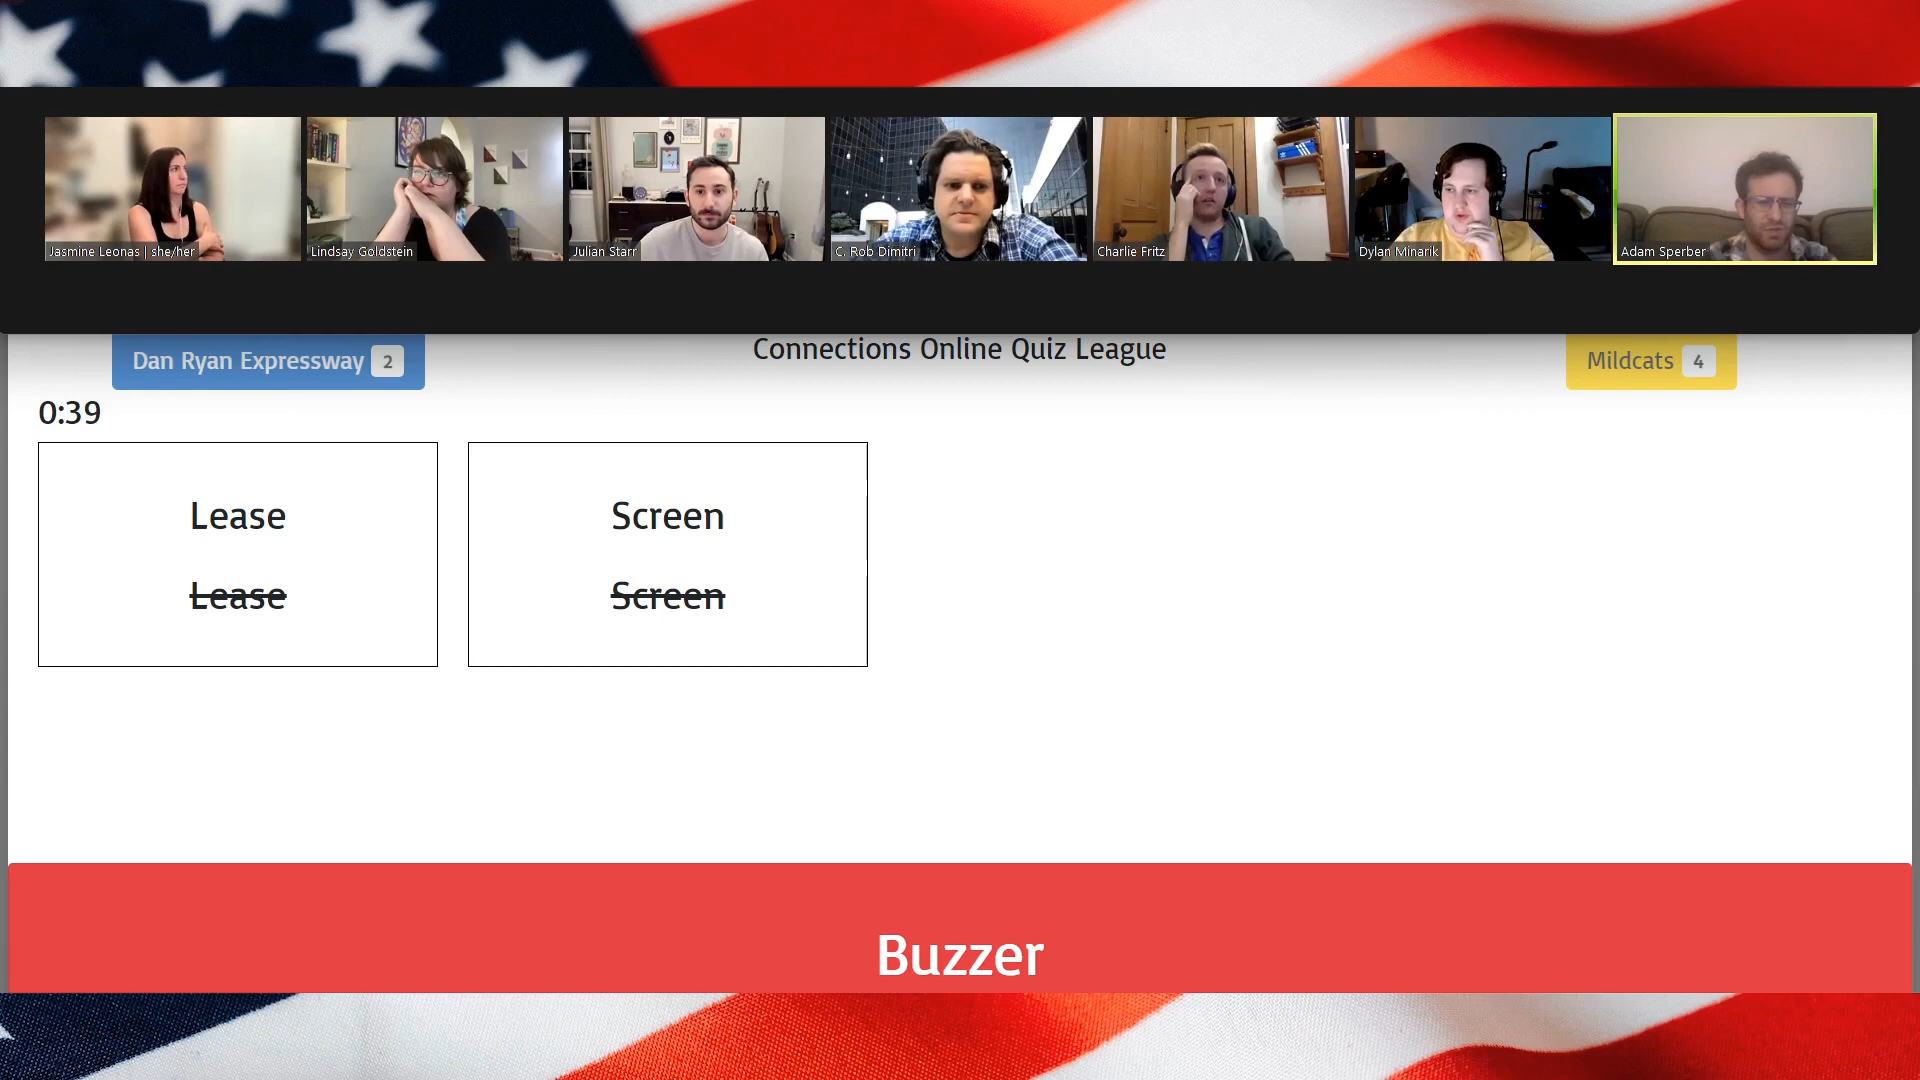 Jasmine Leonas | she/her
Lindsay Goldstein
Julian Starr
C. Rob Dimitri
Charlie Fritz
Dylan Minarik
Adam Sperber
Dan Ryan Expressway 2
Connections Online Quiz League
Mildcats 4
0:39
Lease
Screen
Lease
Screen
Buzzer